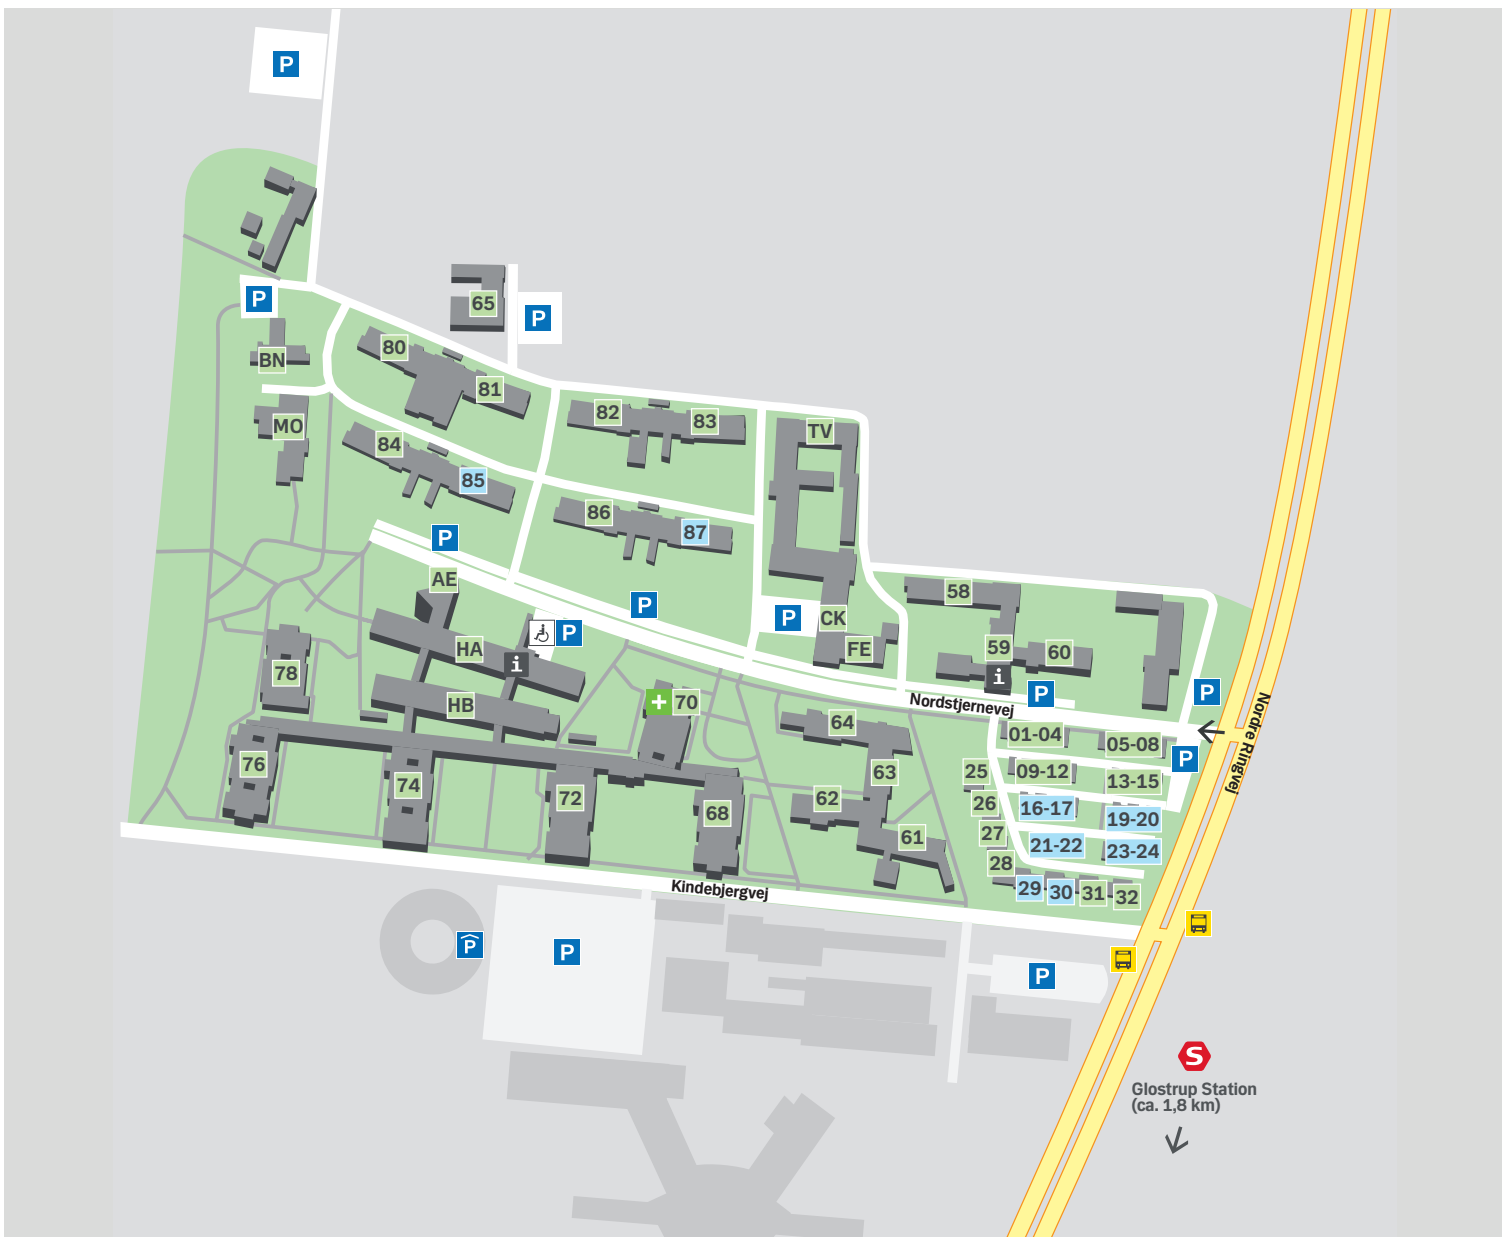 P
P
65
P
BN
80
81
MO
82
83
TV
84
85
86
87
P
AE
58
P
P
CK
P
HA
i
FE
59
60
i
78
HB
+ 70
P
P
Nordstjernevej
Nordre Ringvej
64
01-04
05-08
P
76
74
72
68
63
62
61
25
09-12
13-15
26
16-17
19-20
27
21-22
23-24
28
29
30
31
32
Kindebjergvej
P
P
P
S
Glostrup Station
(ca. 1,8 km)